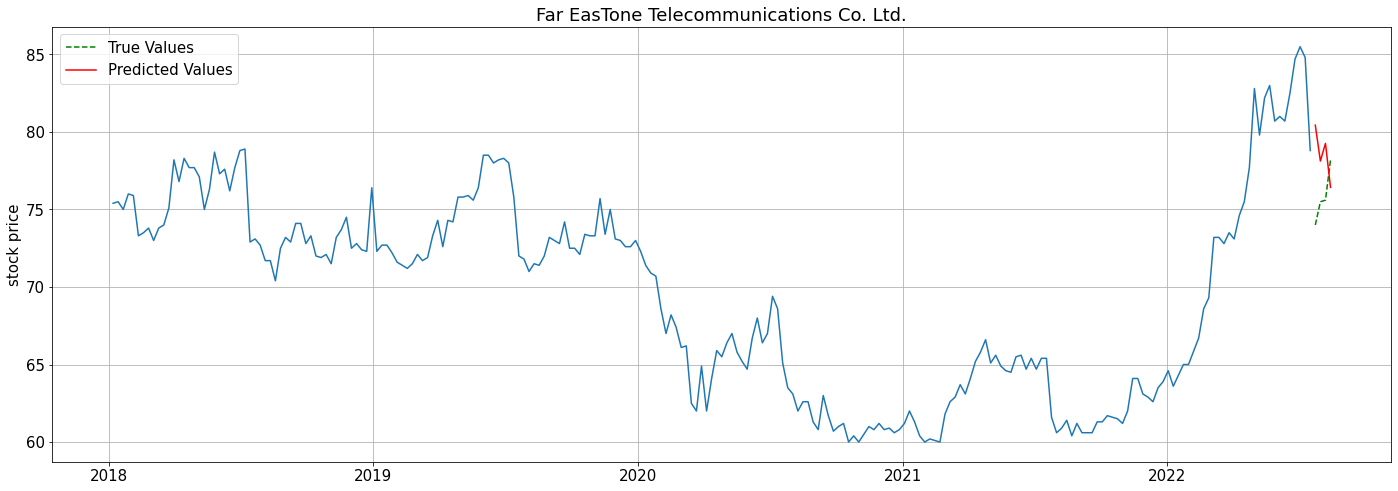 Far EasTone Telecommunications Co. Ltd.
True Values
Predicted Values
stock price
85
80
75
70
65
60
2018
2019
2020
2021
2022